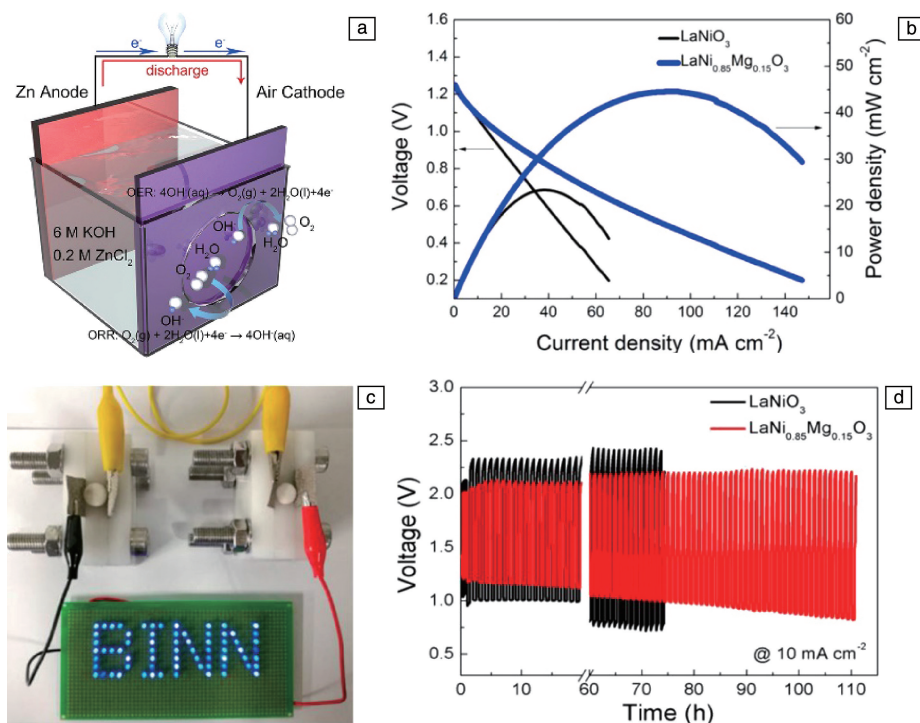 a
e⁻
e⁻
discharge
Zn Anode
Air Cathode
OER: 4OH⁻(aq) → O₂(g) + 2H₂O(l)+4e⁻
6 M KOH
0.2 M ZnCl₂
OH⁻
O₂
H₂O
H₂O
O₂
OH⁻
ORR: O₂(g) + 2H₂O(l)+4e⁻ → 4OH⁻(aq)
b
LaNiO₃
LaNi₀.₈₅Mg₀.₁₅O₃
Voltage (V)
1.6
1.4
1.2
1.0
0.8
0.6
0.4
0.2
0 20 40 60 80 100 120 140
Current density (mA cm⁻²)
60
50
40
30
20
10
0
Power density (mW cm⁻²)
c
BINN
d
LaNiO₃
LaNi₀.₈₅Mg₀.₁₅O₃
Voltage (V)
3.0
2.5
2.0
1.5
1.0
0.5
@ 10 mA cm⁻²
0 10 60 70 80 90 100 110
Time (h)